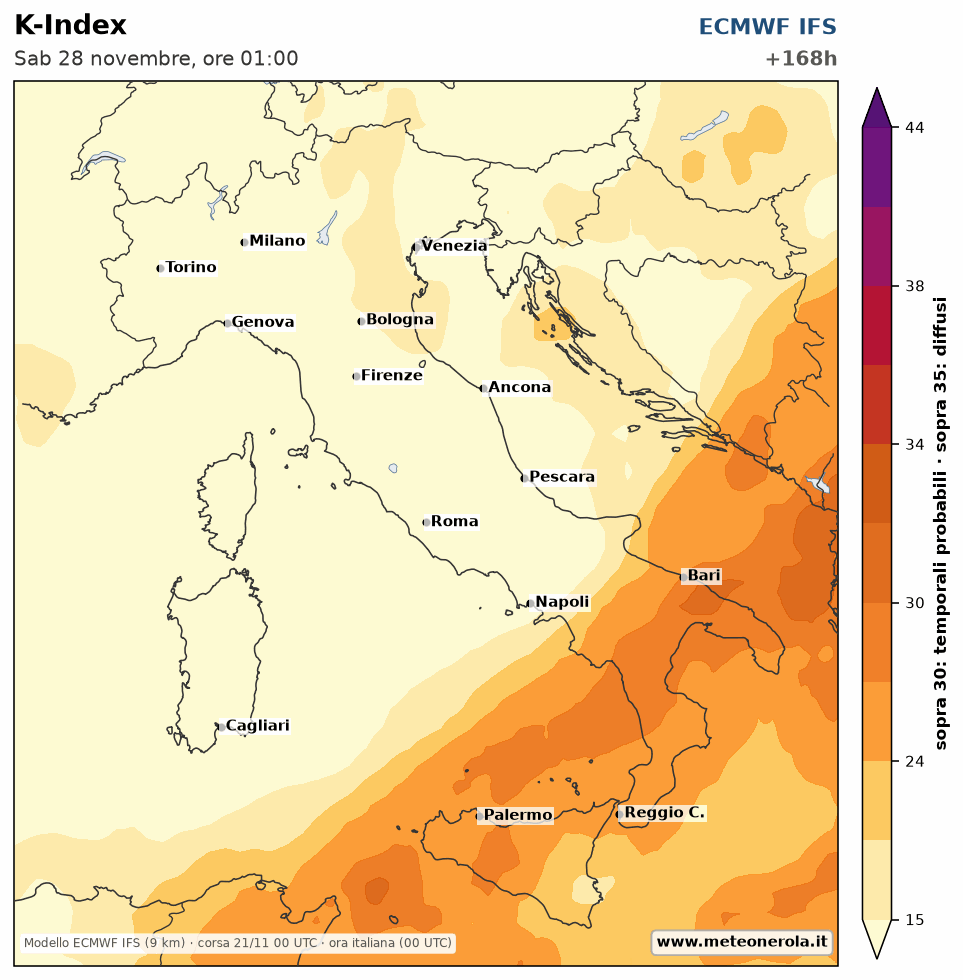 K-Index
ECMWF IFS
Sab 28 novembre, ore 01:00
+168h
Milano
Venezia
Torino
Genova
Bologna
Firenze
Ancona
Pescara
Roma
Bari
Napoli
Cagliari
Palermo
Reggio C.
44
38
34
30
24
15
sopra 30: temporali probabili · sopra 35: diffusi
Modello ECMWF IFS (9 km) · corsa 21/11 00 UTC · ora italiana (00 UTC)
www.meteonerola.it